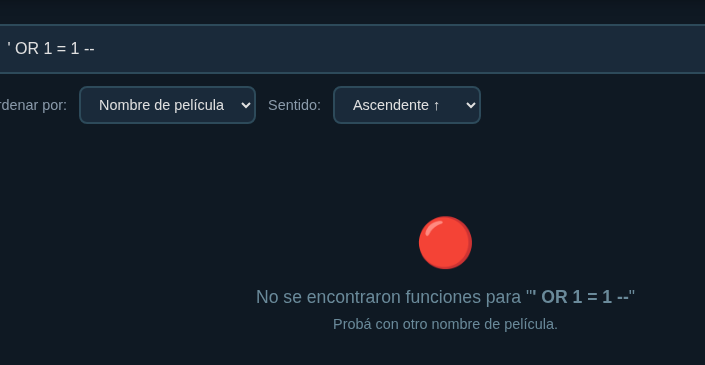 ' OR 1 = 1 --
rdenar por: Nombre de película Sentido: Ascendente ↑
No se encontraron funciones para "' OR 1 = 1 --"
Probá con otro nombre de película.